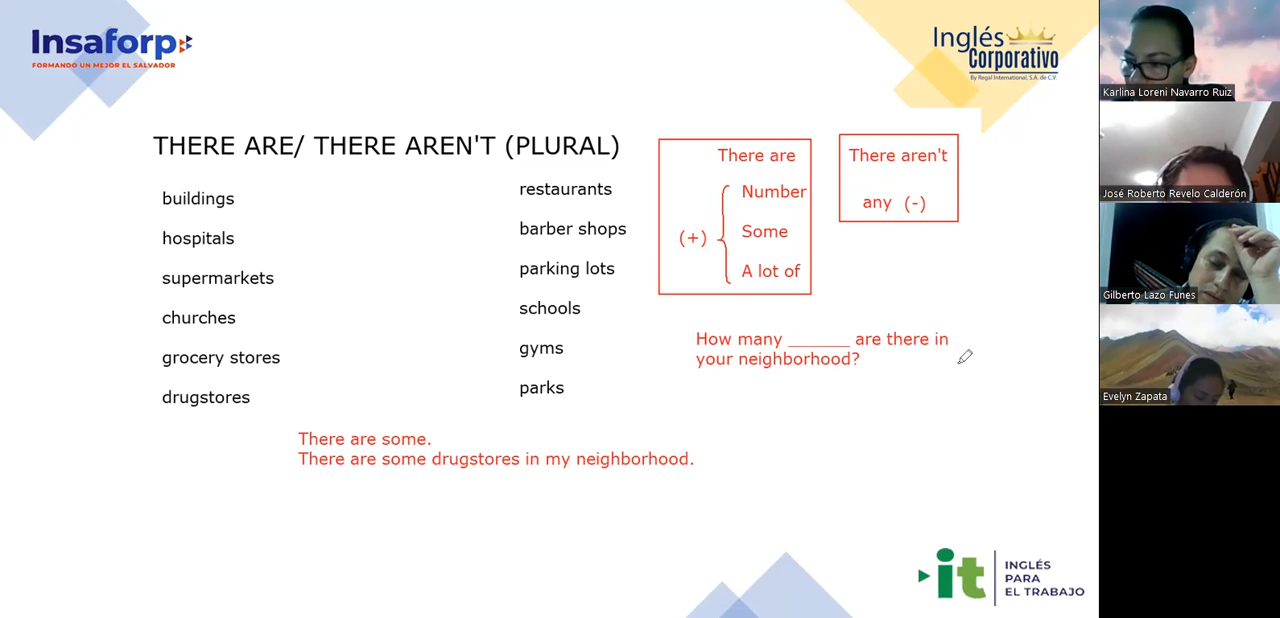 Insaforp
FORMANDO UN MEJOR EL SALVADOR
Inglés
Corporativo
By Regal International, S.A. de C.V.
THERE ARE/ THERE AREN'T (PLURAL)
buildings
hospitals
supermarkets
churches
grocery stores
drugstores
restaurants
barber shops
parking lots
schools
gyms
parks
There are
(+)
Number
Some
A lot of
There aren't
any (-)
How many ______ are there in
your neighborhood?
There are some.
There are some drugstores in my neighborhood.
it
INGLÉS
PARA
EL TRABAJO
Karlina Loreni Navarro Ruiz
José Roberto Revelo Calderón
Gilberto Lazo Funes
Evelyn Zapata